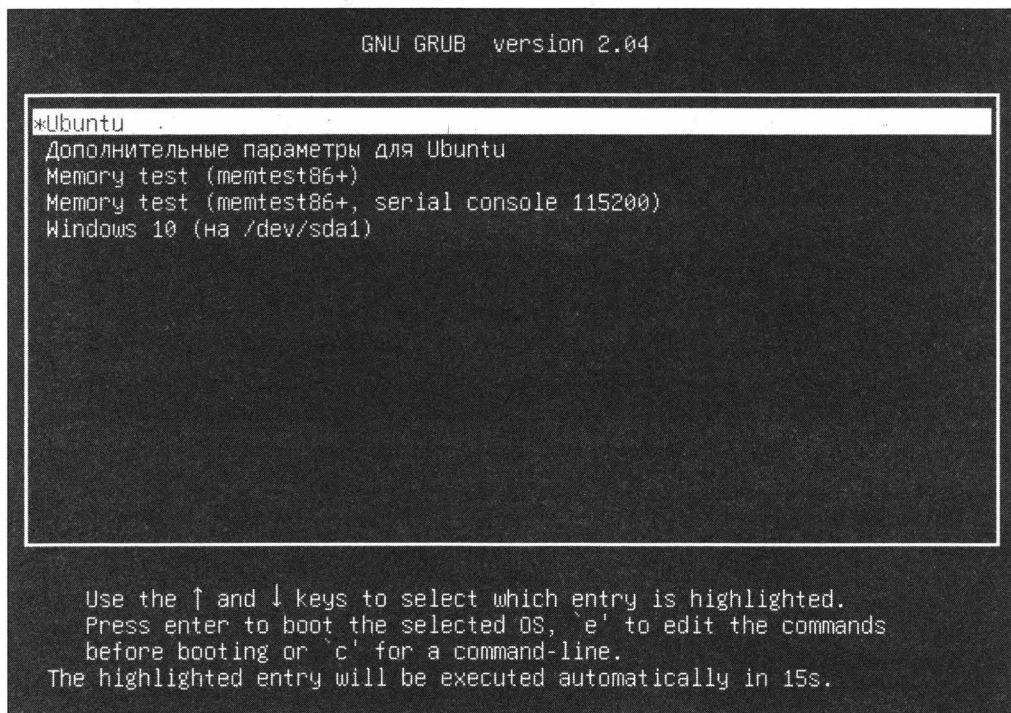 GNU GRUB version 2.04
*Ubuntu
Дополнительные параметры для Ubuntu
Memory test (memtest86+)
Memory test (memtest86+, serial console 115200)
Windows 10 (на /dev/sda1)
Use the ↑ and ↓ keys to select which entry is highlighted.
Press enter to boot the selected OS, `e' to edit the commands
before booting or `c' for a command-line.
The highlighted entry will be executed automatically in 15s.